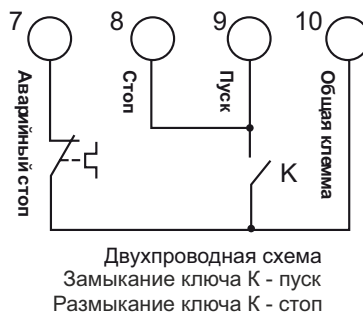 7 8 9 10
Аварийный стоп
Стоп
Пуск
Общая клемма
K
Двухпроводная схема
Замыкание ключа К - пуск
Размыкание ключа К - стоп